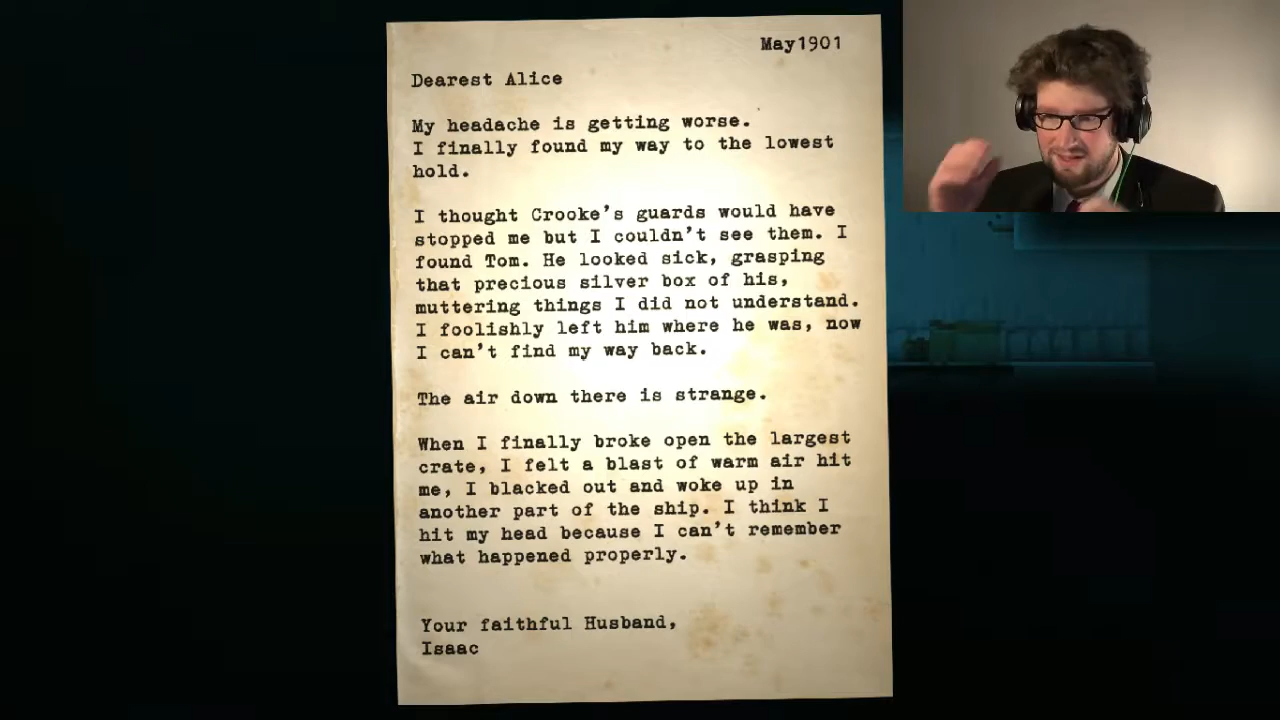 May1901
Dearest Alice
My headache is getting worse.
I finally found my way to the lowest
hold.
I thought Crooke's guards would have
stopped me but I couldn't see them. I
found Tom. He looked sick, grasping
that precious silver box of his,
muttering things I did not understand.
I foolishly left him where he was, now
I can't find my way back.
The air down there is strange.
When I finally broke open the largest
crate, I felt a blast of warm air hit
me, I blacked out and woke up in
another part of the ship. I think I
hit my head because I can't remember
what happened properly.
Your faithful Husband,
Isaac